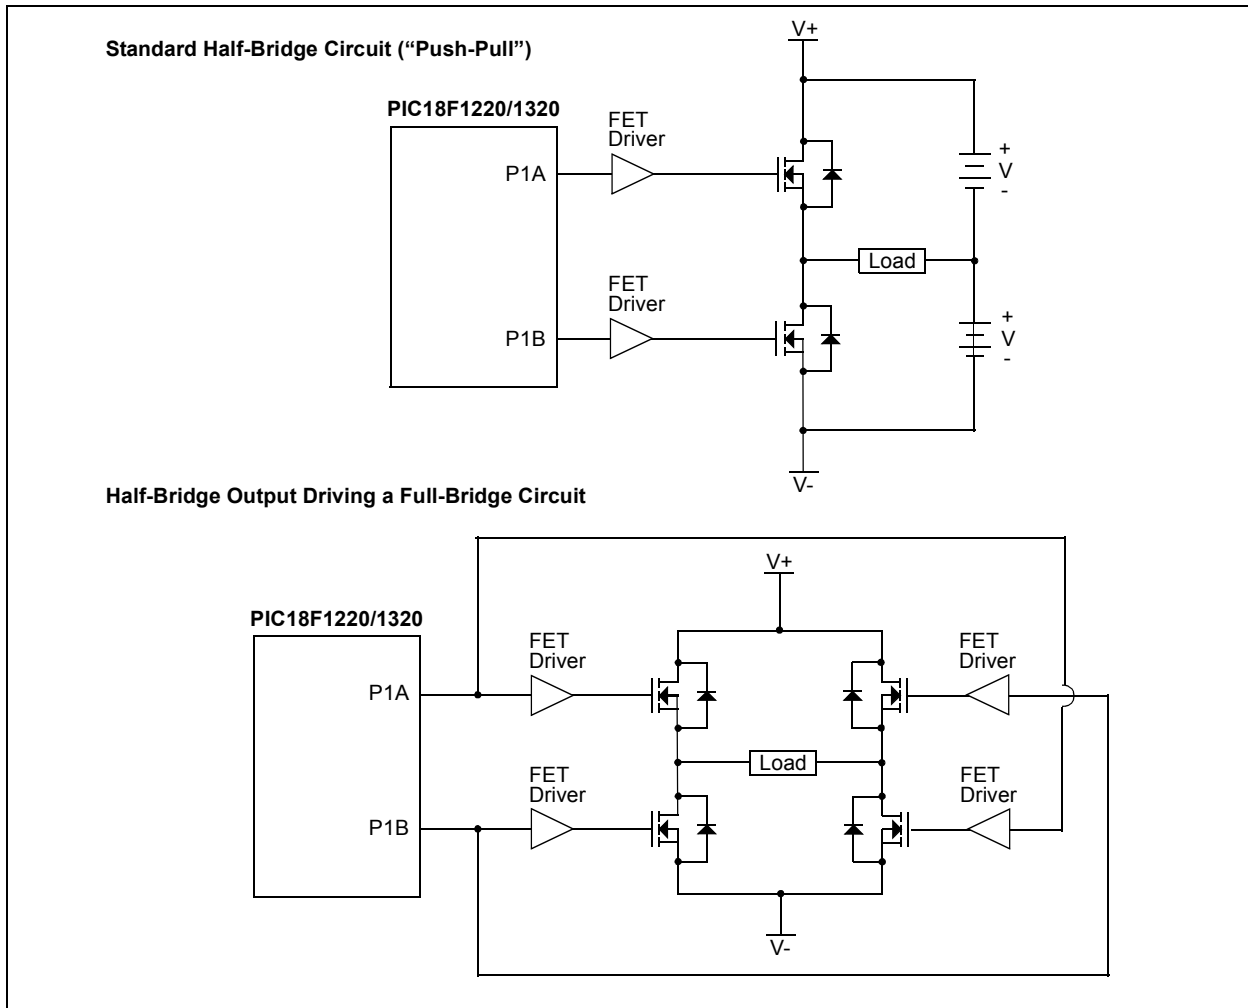 Standard Half-Bridge Circuit (“Push-Pull”)
V+
PIC18F1220/1320
FET
Driver
P1A
+
V
-
Load
FET
Driver
P1B
+
V
-
V-
Half-Bridge Output Driving a Full-Bridge Circuit
V+
PIC18F1220/1320
FET
Driver
FET
Driver
P1A
Load
FET
Driver
FET
Driver
P1B
V-